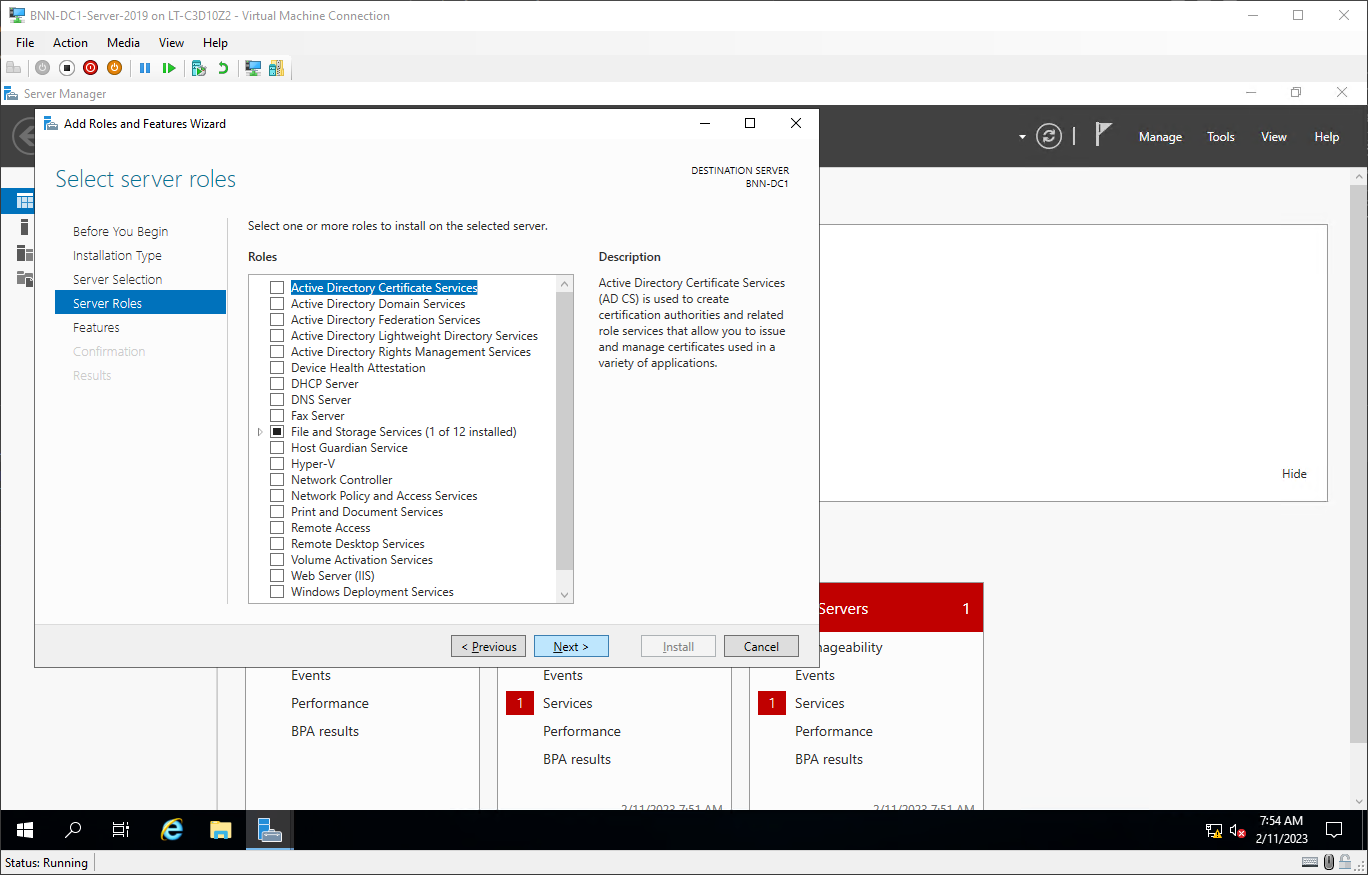 BNN-DC1-Server-2019 on LT-C3D10Z2 - Virtual Machine Connection
File Action Media View Help
Server Manager
Add Roles and Features Wizard
Manage Tools View Help
Select server roles
DESTINATION SERVER
BNN-DC1
Before You Begin
Installation Type
Server Selection
Server Roles
Features
Confirmation
Results
Select one or more roles to install on the selected server.
Roles
Active Directory Certificate Services
Active Directory Domain Services
Active Directory Federation Services
Active Directory Lightweight Directory Services
Active Directory Rights Management Services
Device Health Attestation
DHCP Server
DNS Server
Fax Server
File and Storage Services (1 of 12 installed)
Host Guardian Service
Hyper-V
Network Controller
Network Policy and Access Services
Print and Document Services
Remote Access
Remote Desktop Services
Volume Activation Services
Web Server (IIS)
Windows Deployment Services
Description
Active Directory Certificate Services
(AD CS) is used to create
certification authorities and related
role services that allow you to issue
and manage certificates used in a
variety of applications.
< Previous Next > Install Cancel
Hide
Servers 1
nageability
Events
Performance
BPA results
Events
1 Services
Performance
BPA results
2/11/2023 7:51 AM
Events
1 Services
Performance
BPA results
2/11/2023 7:51 AM
7:54 AM
2/11/2023
Status: Running